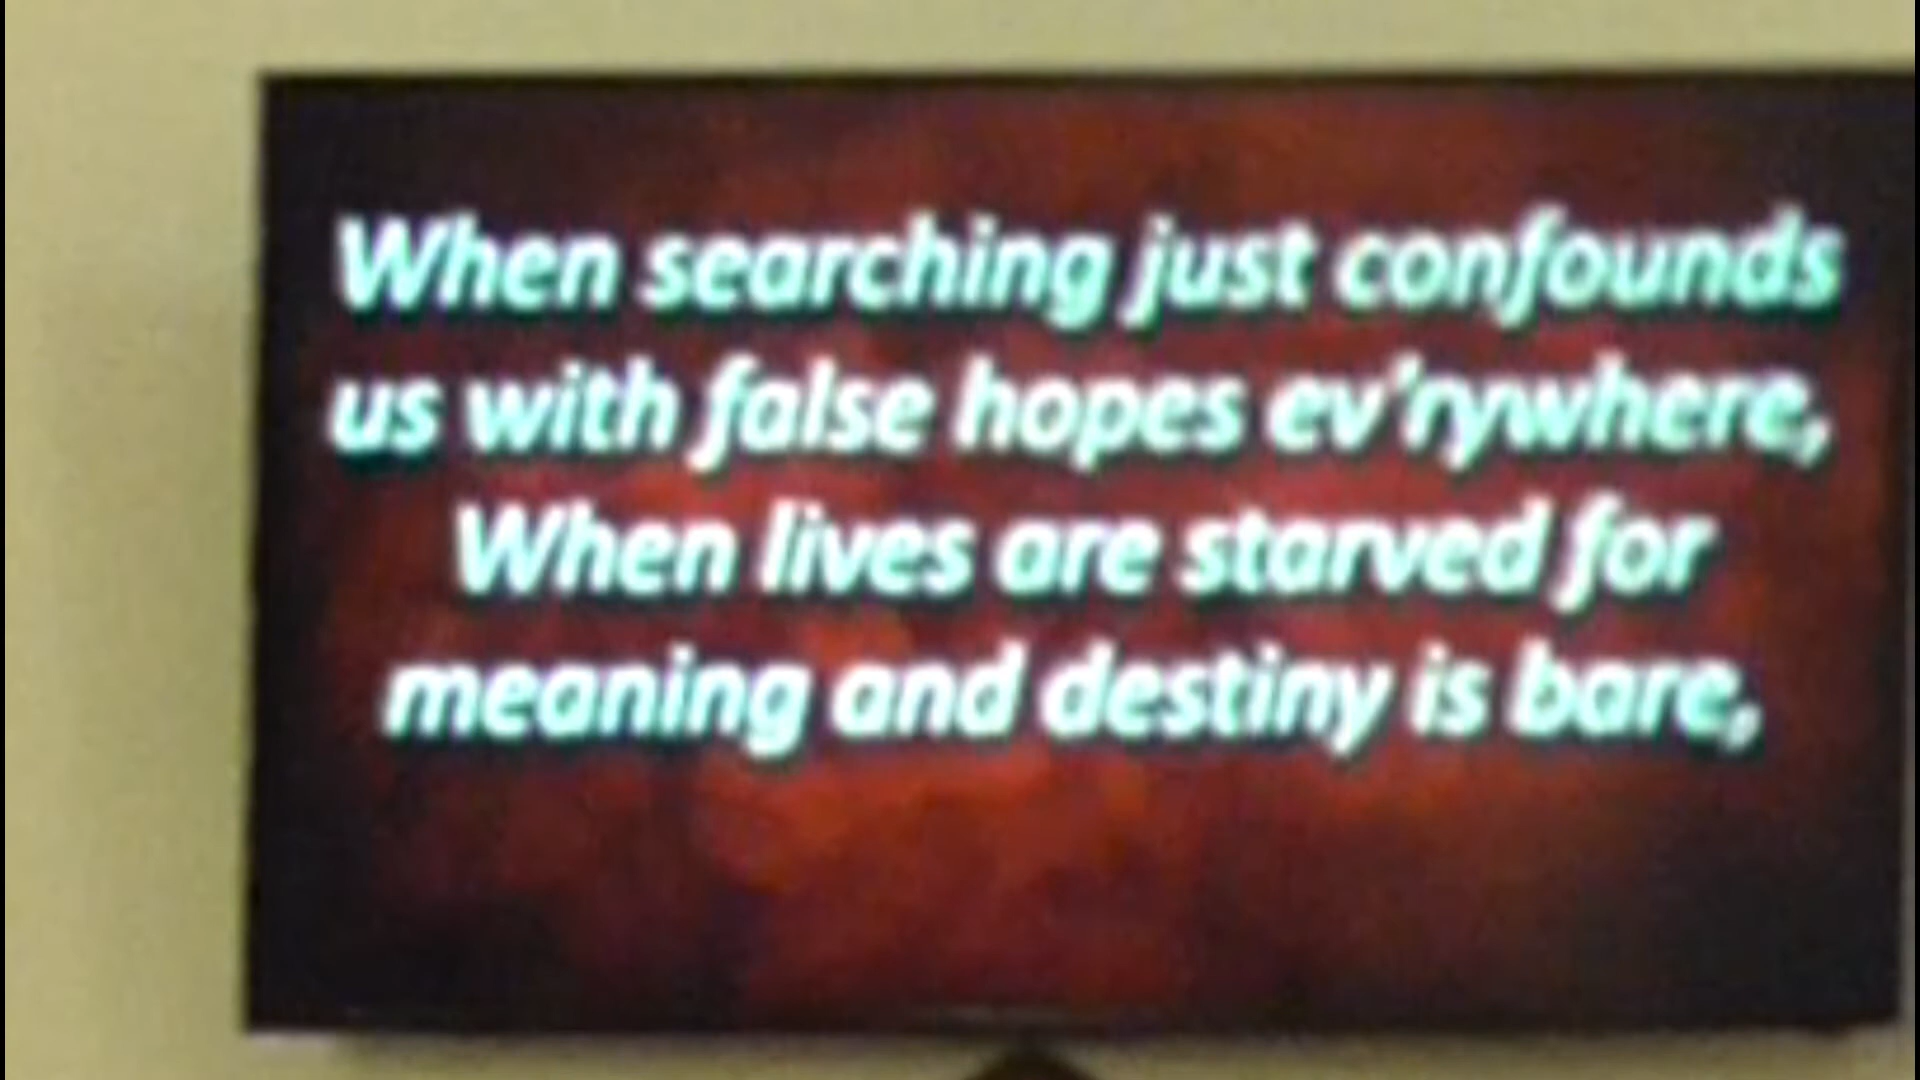 When searching just confounds
us with false hopes ev'rywhere,
When lives are starved for
meaning and destiny is bare,